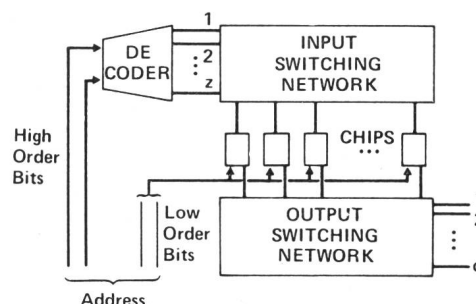 DE
CODER
1
2
z
INPUT
SWITCHING
NETWORK
High
Order
Bits
CHIPS
Low
Order
Bits
OUTPUT
SWITCHING
NETWORK
Address